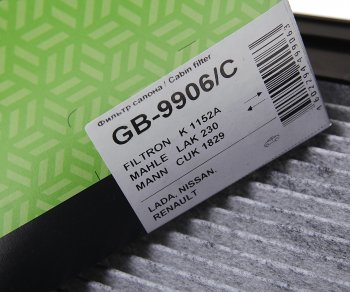 Фильтр салона / Cabin filter
GB-9906/C
FILTRON K 1152A
MAHLE LAK 230
MANN CUK 1829
LADA, NISSAN,
RENAULT